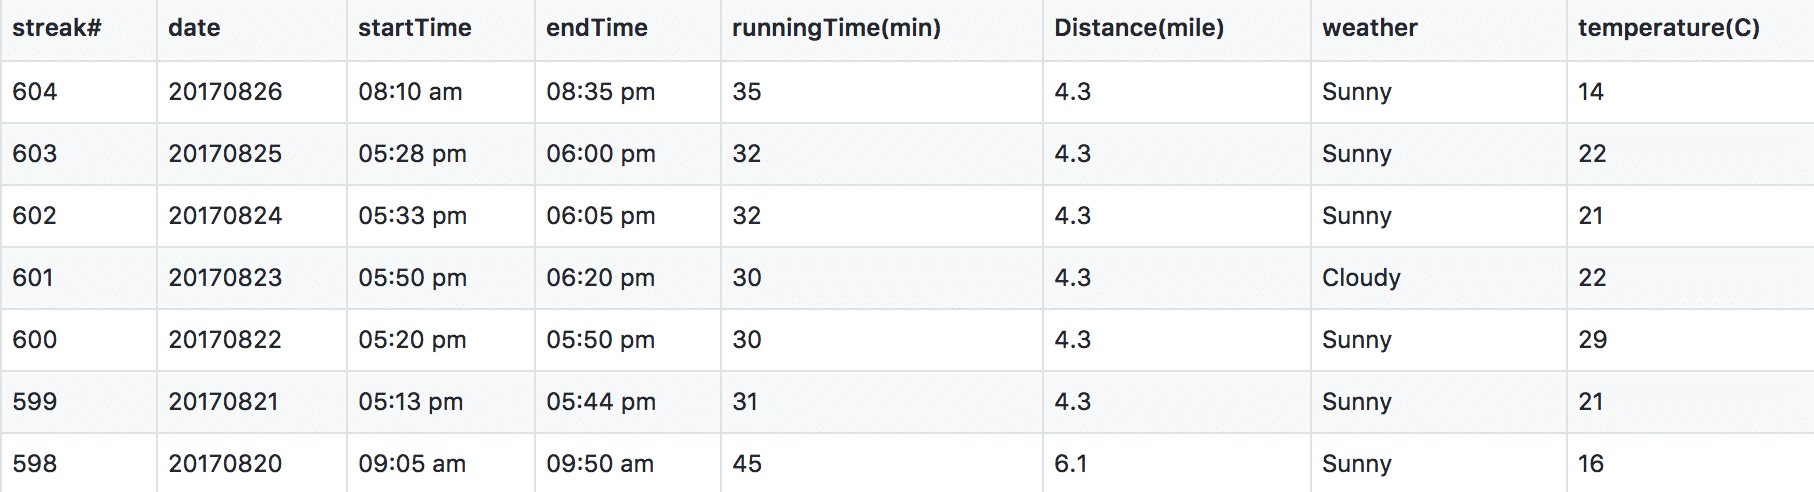 streak# date startTime endTime runningTime(min) Distance(mile) weather temperature(C)
604 20170826 08:10 am 08:35 pm 35 4.3 Sunny 14
603 20170825 05:28 pm 06:00 pm 32 4.3 Sunny 22
602 20170824 05:33 pm 06:05 pm 32 4.3 Sunny 21
601 20170823 05:50 pm 06:20 pm 30 4.3 Cloudy 22
600 20170822 05:20 pm 05:50 pm 30 4.3 Sunny 29
599 20170821 05:13 pm 05:44 pm 31 4.3 Sunny 21
598 20170820 09:05 am 09:50 am 45 6.1 Sunny 16